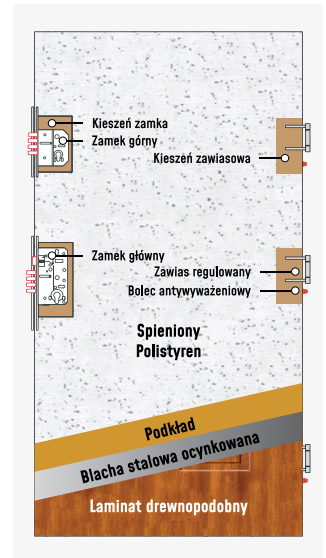 Kieszeń zamka
Zamek górny
Kieszeń zawiasowa
Zamek główny
Zawias regulowany
Bolec antywyważeniowy
Spieniony
Polistyren
Podkład
Blacha stalowa ocynkowana
Laminat drewnopodobny